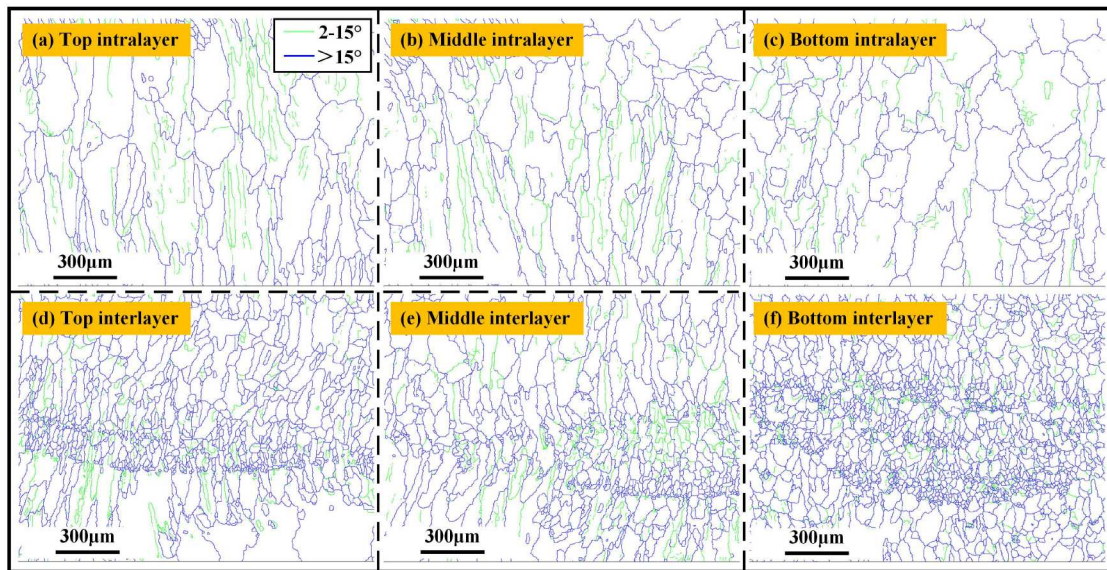 (a) Top intralayer
2-15°
>15°
300μm
(b) Middle intralayer
300μm
(c) Bottom intralayer
300μm
(d) Top interlayer
300μm
(e) Middle interlayer
300μm
(f) Bottom interlayer
300μm